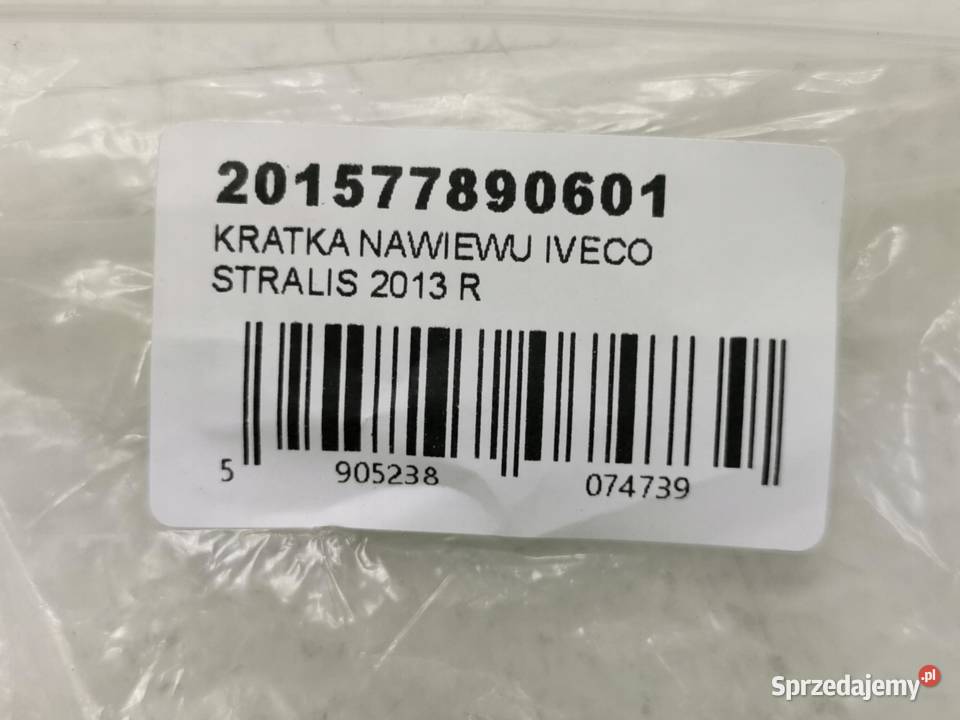 201577890601
KRATKA NAWIEWU IVECO
STRALIS 2013 R
5 905238 074739
Sprzedajemy.pl